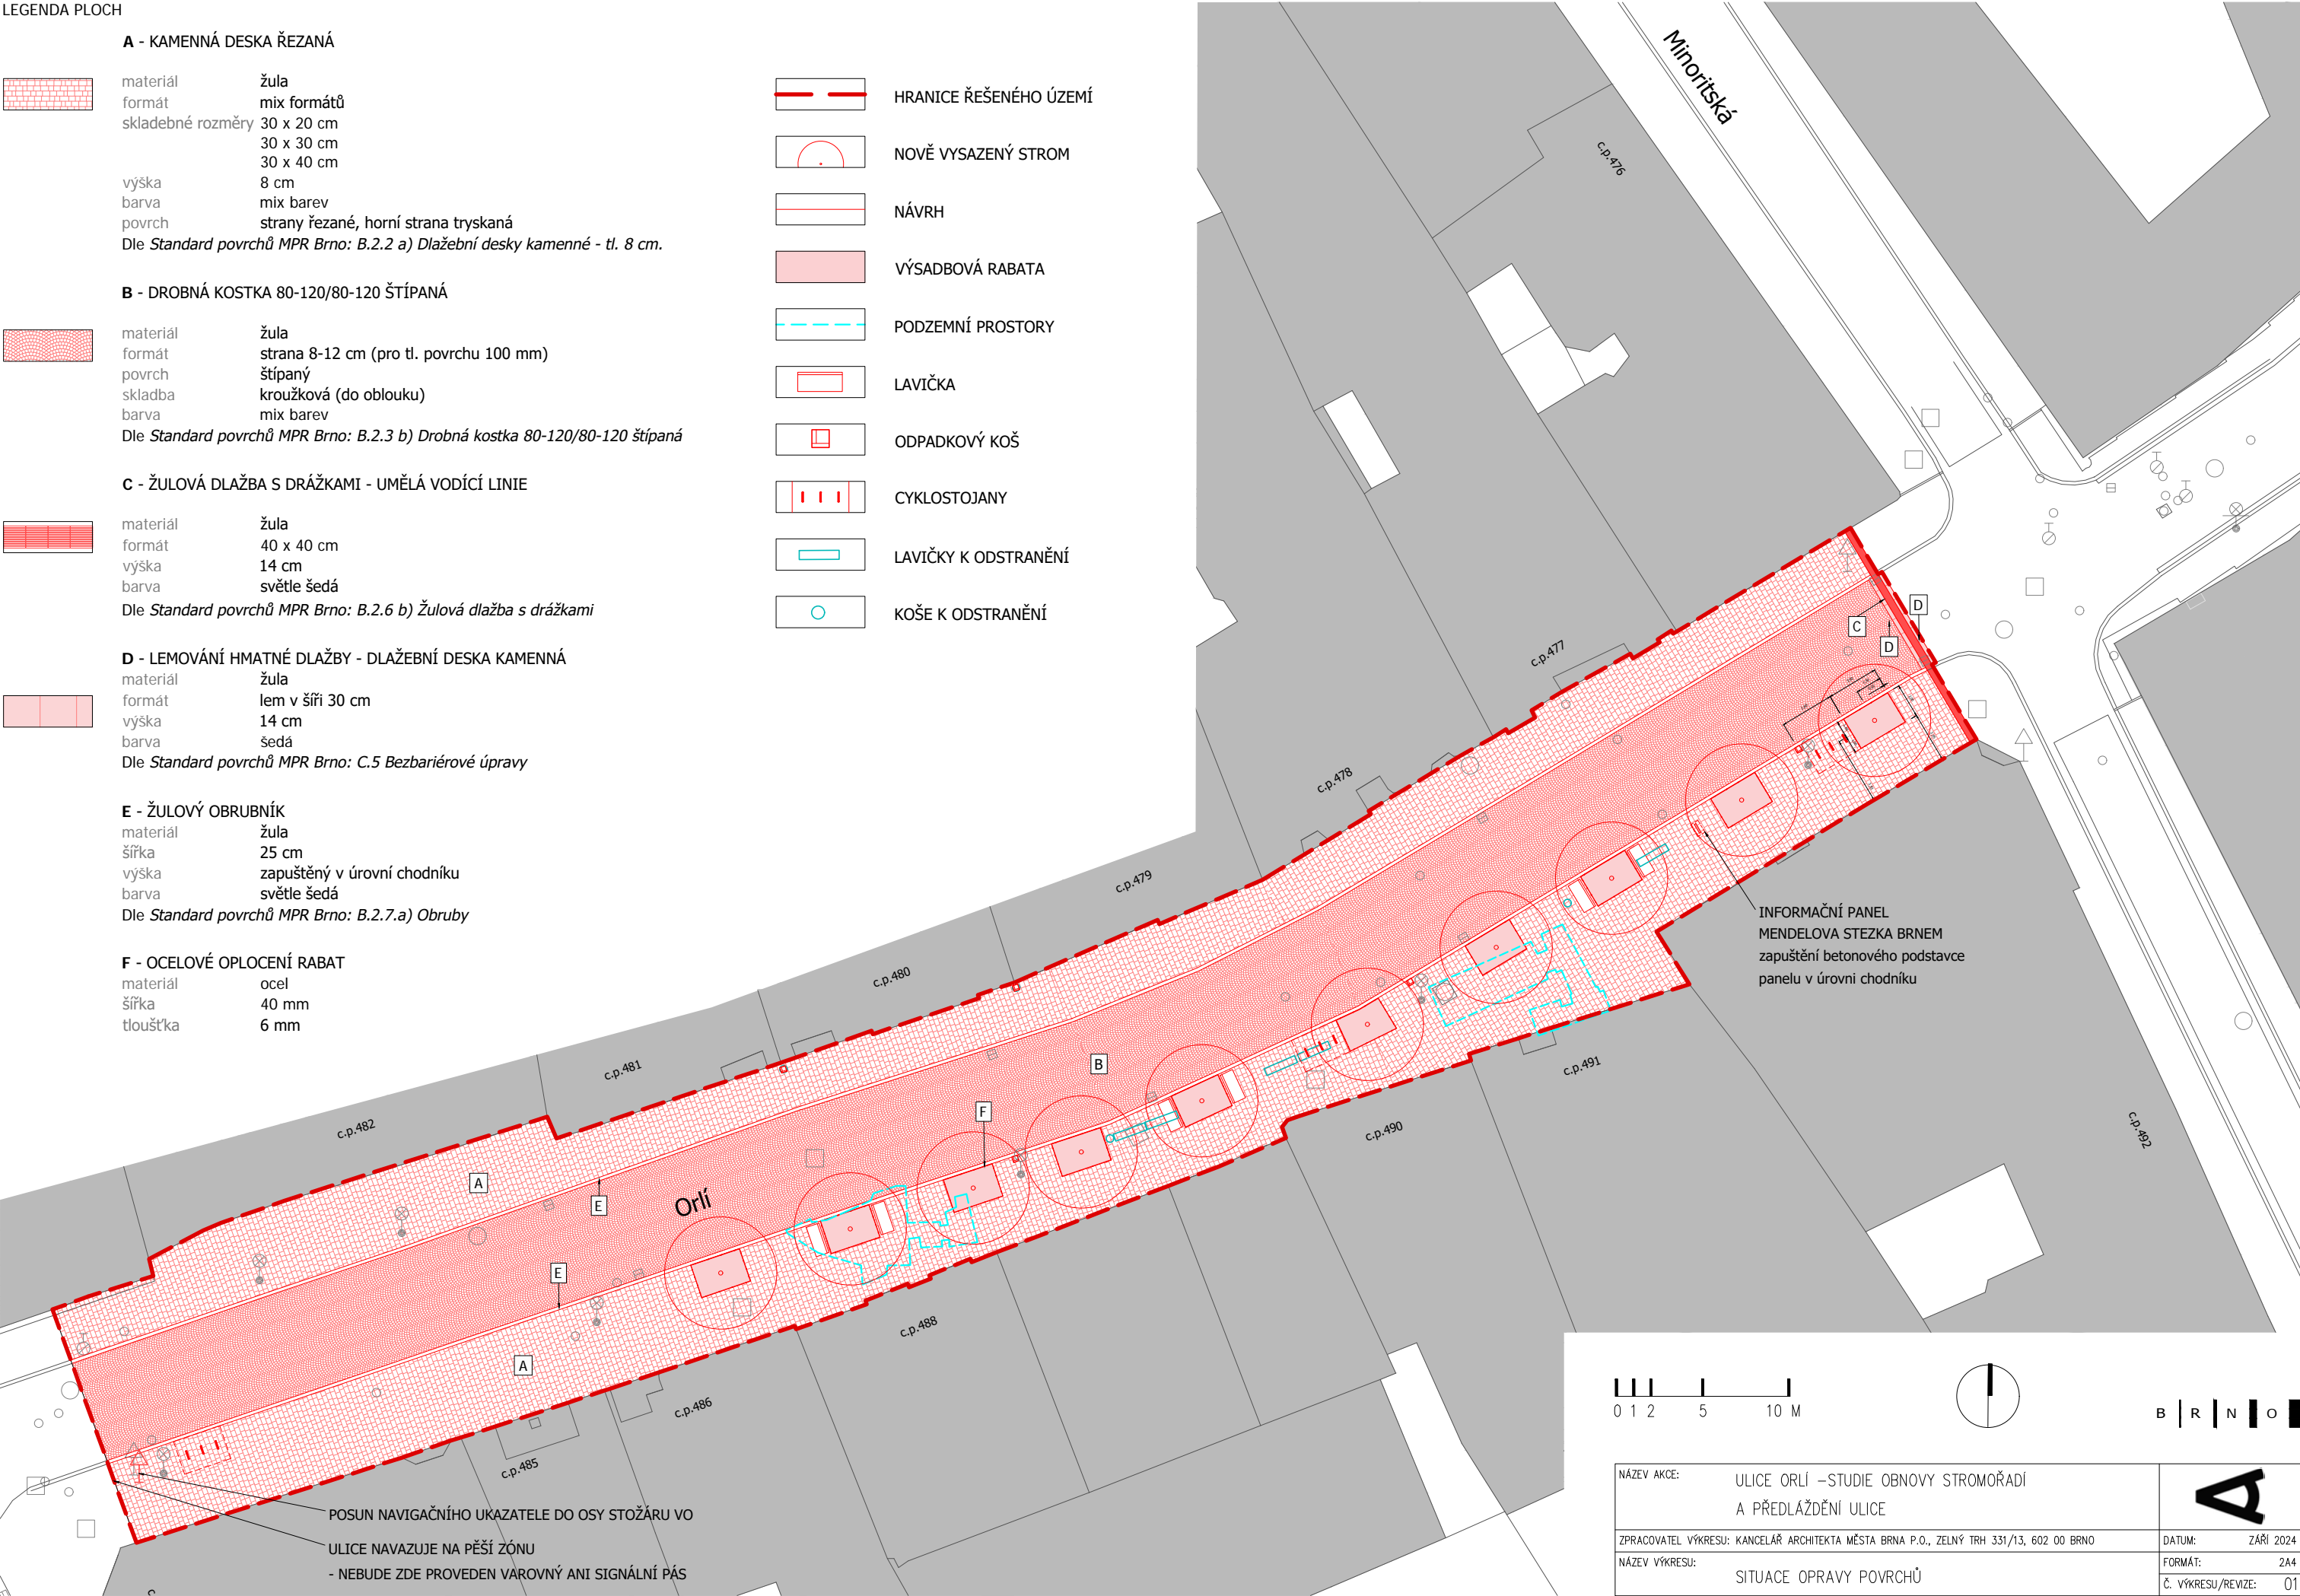 LEGENDA PLOCH
A - KAMENNÁ DESKA ŘEZANÁ
materiál žula
formát mix formátů
skladebné rozměry 30 x 20 cm
30 x 30 cm
30 x 40 cm
výška 8 cm
barva mix barev
povrch strany řezané, horní strana tryskaná
Dle Standard povrchů MPR Brno: B.2.2 a) Dlažební desky kamenné - tl. 8 cm.
B - DROBNÁ KOSTKA 80-120/80-120 ŠTÍPANÁ
materiál žula
formát strana 8-12 cm (pro tl. povrchu 100 mm)
povrch štípaný
skladba kroužková (do oblouku)
barva mix barev
Dle Standard povrchů MPR Brno: B.2.3 b) Drobná kostka 80-120/80-120 štípaná
C - ŽULOVÁ DLAŽBA S DRÁŽKAMI - UMĚLÁ VODÍCÍ LINIE
materiál žula
formát 40 x 40 cm
výška 14 cm
barva světle šedá
Dle Standard povrchů MPR Brno: B.2.6 b) Žulová dlažba s drážkami
D - LEMOVÁNÍ HMATNÉ DLAŽBY - DLAŽEBNÍ DESKA KAMENNÁ
materiál žula
formát lem v šíři 30 cm
výška 14 cm
barva šedá
Dle Standard povrchů MPR Brno: C.5 Bezbariérové úpravy
E - ŽULOVÝ OBRUBNÍK
materiál žula
šířka 25 cm
výška zapuštěný v úrovní chodníku
barva světle šedá
Dle Standard povrchů MPR Brno: B.2.7.a) Obruby
F - OCELOVÉ OPLOCENÍ RABAT
materiál ocel
šířka 40 mm
tloušťka 6 mm
HRANICE ŘEŠENÉHO ÚZEMÍ
NOVĚ VYSAZENÝ STROM
NÁVRH
VÝSADBOVÁ RABATA
PODZEMNÍ PROSTORY
LAVIČKA
ODPADKOVÝ KOŠ
CYKLOSTOJANY
LAVIČKY K ODSTRANĚNÍ
KOŠE K ODSTRANĚNÍ
Minoritská
c.p.476
c.p.477
c.p.478
c.p.479
c.p.480
c.p.481
c.p.482
D
C
D
INFORMAČNÍ PANEL
MENDELOVA STEZKA BRNEM
zapuštění betonového podstavce
panelu v úrovni chodníku
B
F
A
E
Orlí
E
A
c.p.491
c.p.490
c.p.492
c.p.488
c.p.486
c.p.485
POSUN NAVIGAČNÍHO UKAZATELE DO OSY STOŽÁRU VO
ULICE NAVAZUJE NA PĚŠÍ ZÓNU
- NEBUDE ZDE PROVEDEN VAROVNÝ ANI SIGNÁLNÍ PÁS
0 1 2 5 10 M
B R N O
NÁZEV AKCE: ULICE ORLÍ –STUDIE OBNOVY STROMOŘADÍ
A PŘEDLÁŽDĚNÍ ULICE
A
ZPRACOVATEL VÝKRESU: KANCELÁŘ ARCHITEKTA MĚSTA BRNA P.O., ZELNÝ TRH 331/13, 602 00 BRNO
DATUM: ZÁŘÍ 2024
NÁZEV VÝKRESU: SITUACE OPRAVY POVRCHŮ
FORMÁT: 2A4
Č. VÝKRESU/REVIZE: 01